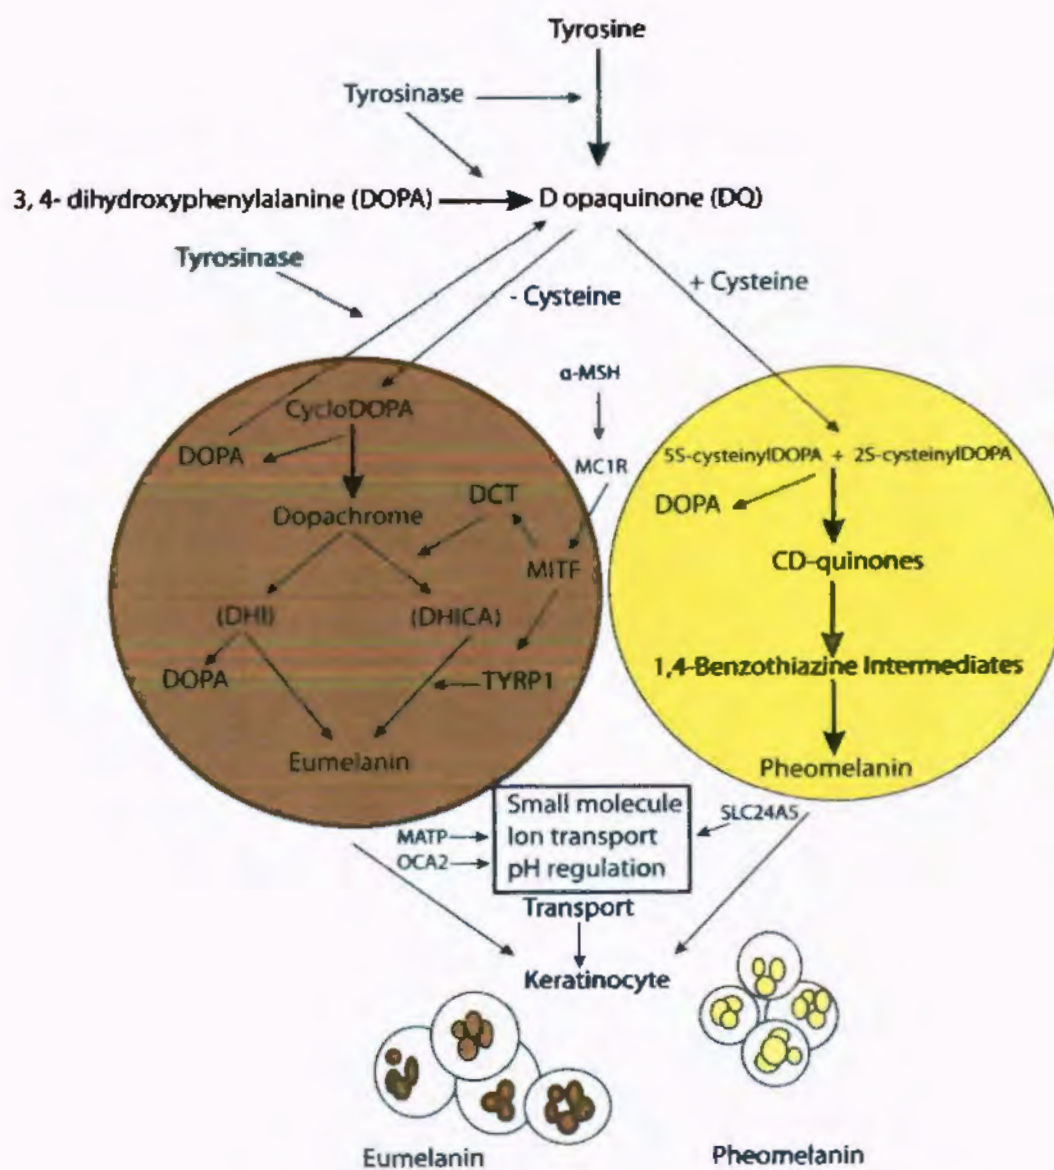 Tyrosine
Tyrosinase
3, 4- dihydroxyphenylalanine (DOPA)
Dopaquinone (DQ)
Tyrosinase
- Cysteine
+ Cysteine
α-MSH
CycloDOPA
DOPA
MC1R
5S-cysteinylDOPA + 2S-cysteinylDOPA
DOPA
DCT
Dopachrome
CD-quinones
MITF
(DHI)
(DHICA)
1,4-Benzothiazine Intermediates
DOPA
TYRP1
Eumelanin
Pheomelanin
Small molecule
Ion transport
pH regulation
MATP
OCA2
SLC24A5
Transport
Keratinocyte
Eumelanin
Pheomelanin